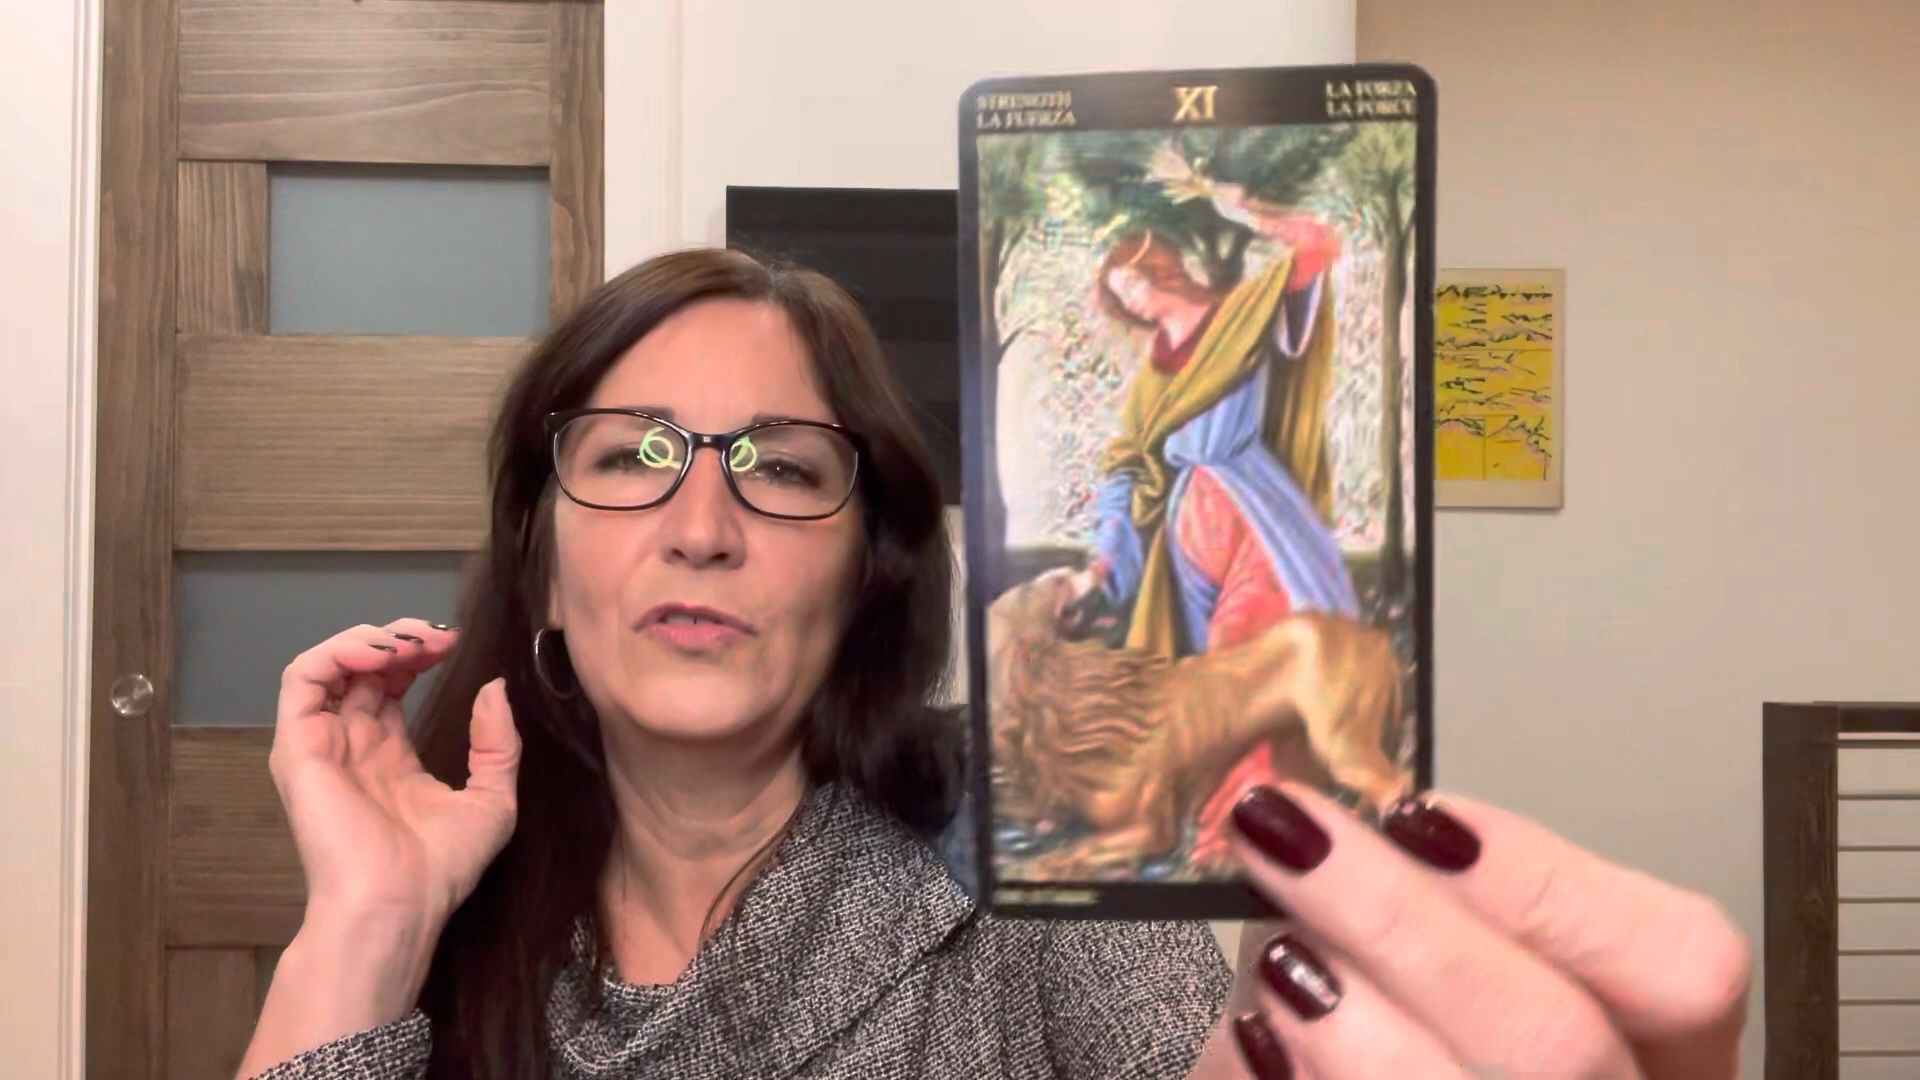 STRENGTH
LA FUERZA
XI
LA FORZA
LA FORCE